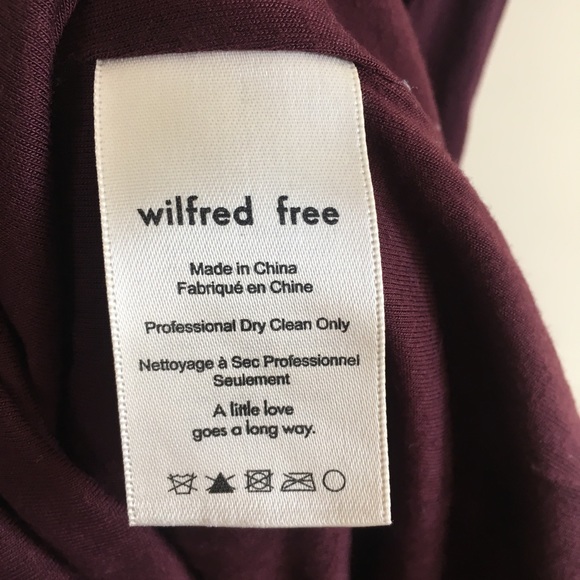 wilfred free
Made in China
Fabriqué en Chine
Professional Dry Clean Only
Nettoyage à Sec Professionnel
Seulement
A little love
goes a long way.